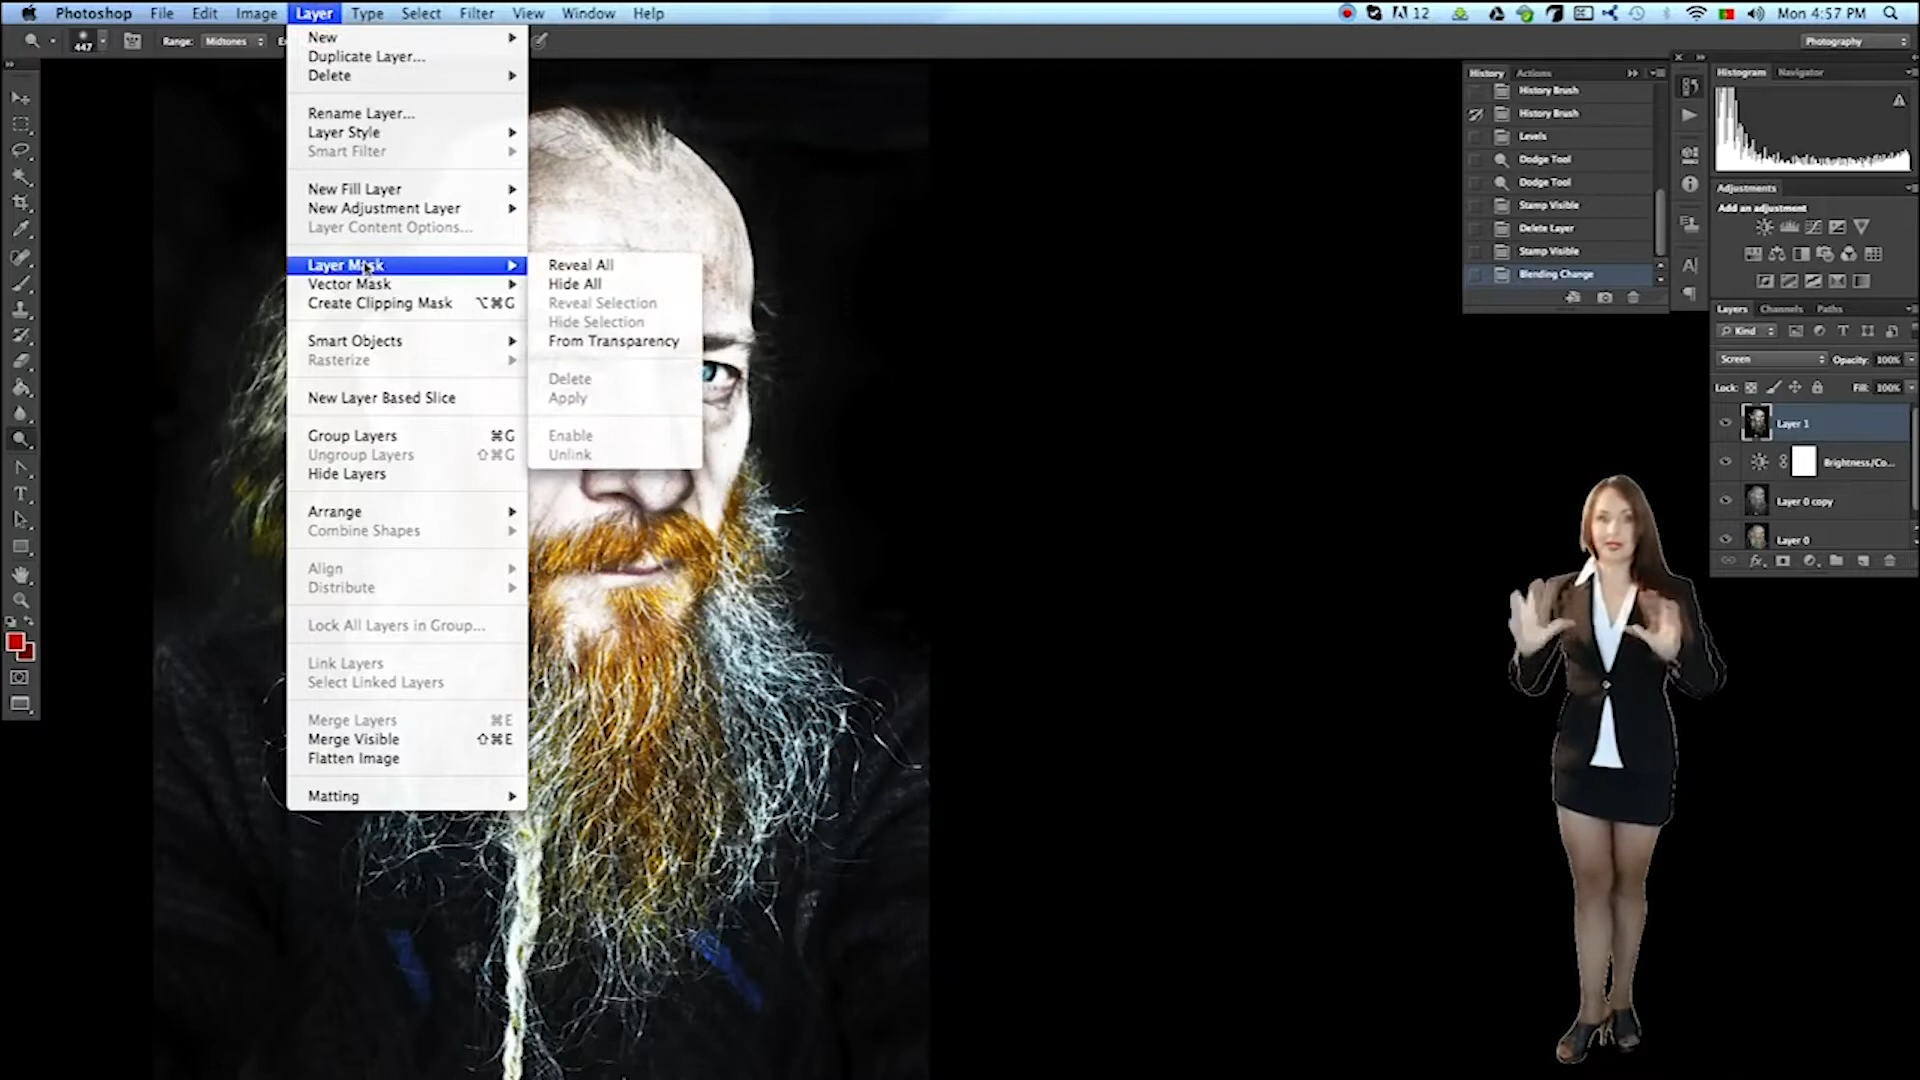 Photoshop File Edit Image Layer Type Select Filter View Window Help
12 Mon 4:57 PM
447 Range: Midtones
Photography
New
Duplicate Layer...
Delete
Rename Layer...
Layer Style
Smart Filter
New Fill Layer
New Adjustment Layer
Layer Content Options...
Layer Mask
Vector Mask
Create Clipping Mask ⌥⌘G
Smart Objects
Rasterize
New Layer Based Slice
Group Layers ⌘G
Ungroup Layers ⇧⌘G
Hide Layers
Arrange
Combine Shapes
Align
Distribute
Lock All Layers in Group...
Link Layers
Select Linked Layers
Merge Layers ⌘E
Merge Visible ⇧⌘E
Flatten Image
Matting
Reveal All
Hide All
Reveal Selection
Hide Selection
From Transparency
Delete
Apply
Enable
Unlink
History Actions
History Brush
History Brush
Levels
Dodge Tool
Dodge Tool
Stamp Visible
Delete Layer
Stamp Visible
Blending Change
Histogram Navigator
Adjustments
Add an adjustment
Layers Channels Paths
Kind
Screen Opacity: 100%
Lock: Fill: 100%
Layer 1
Brightness/Co...
Layer 0 copy
Layer 0